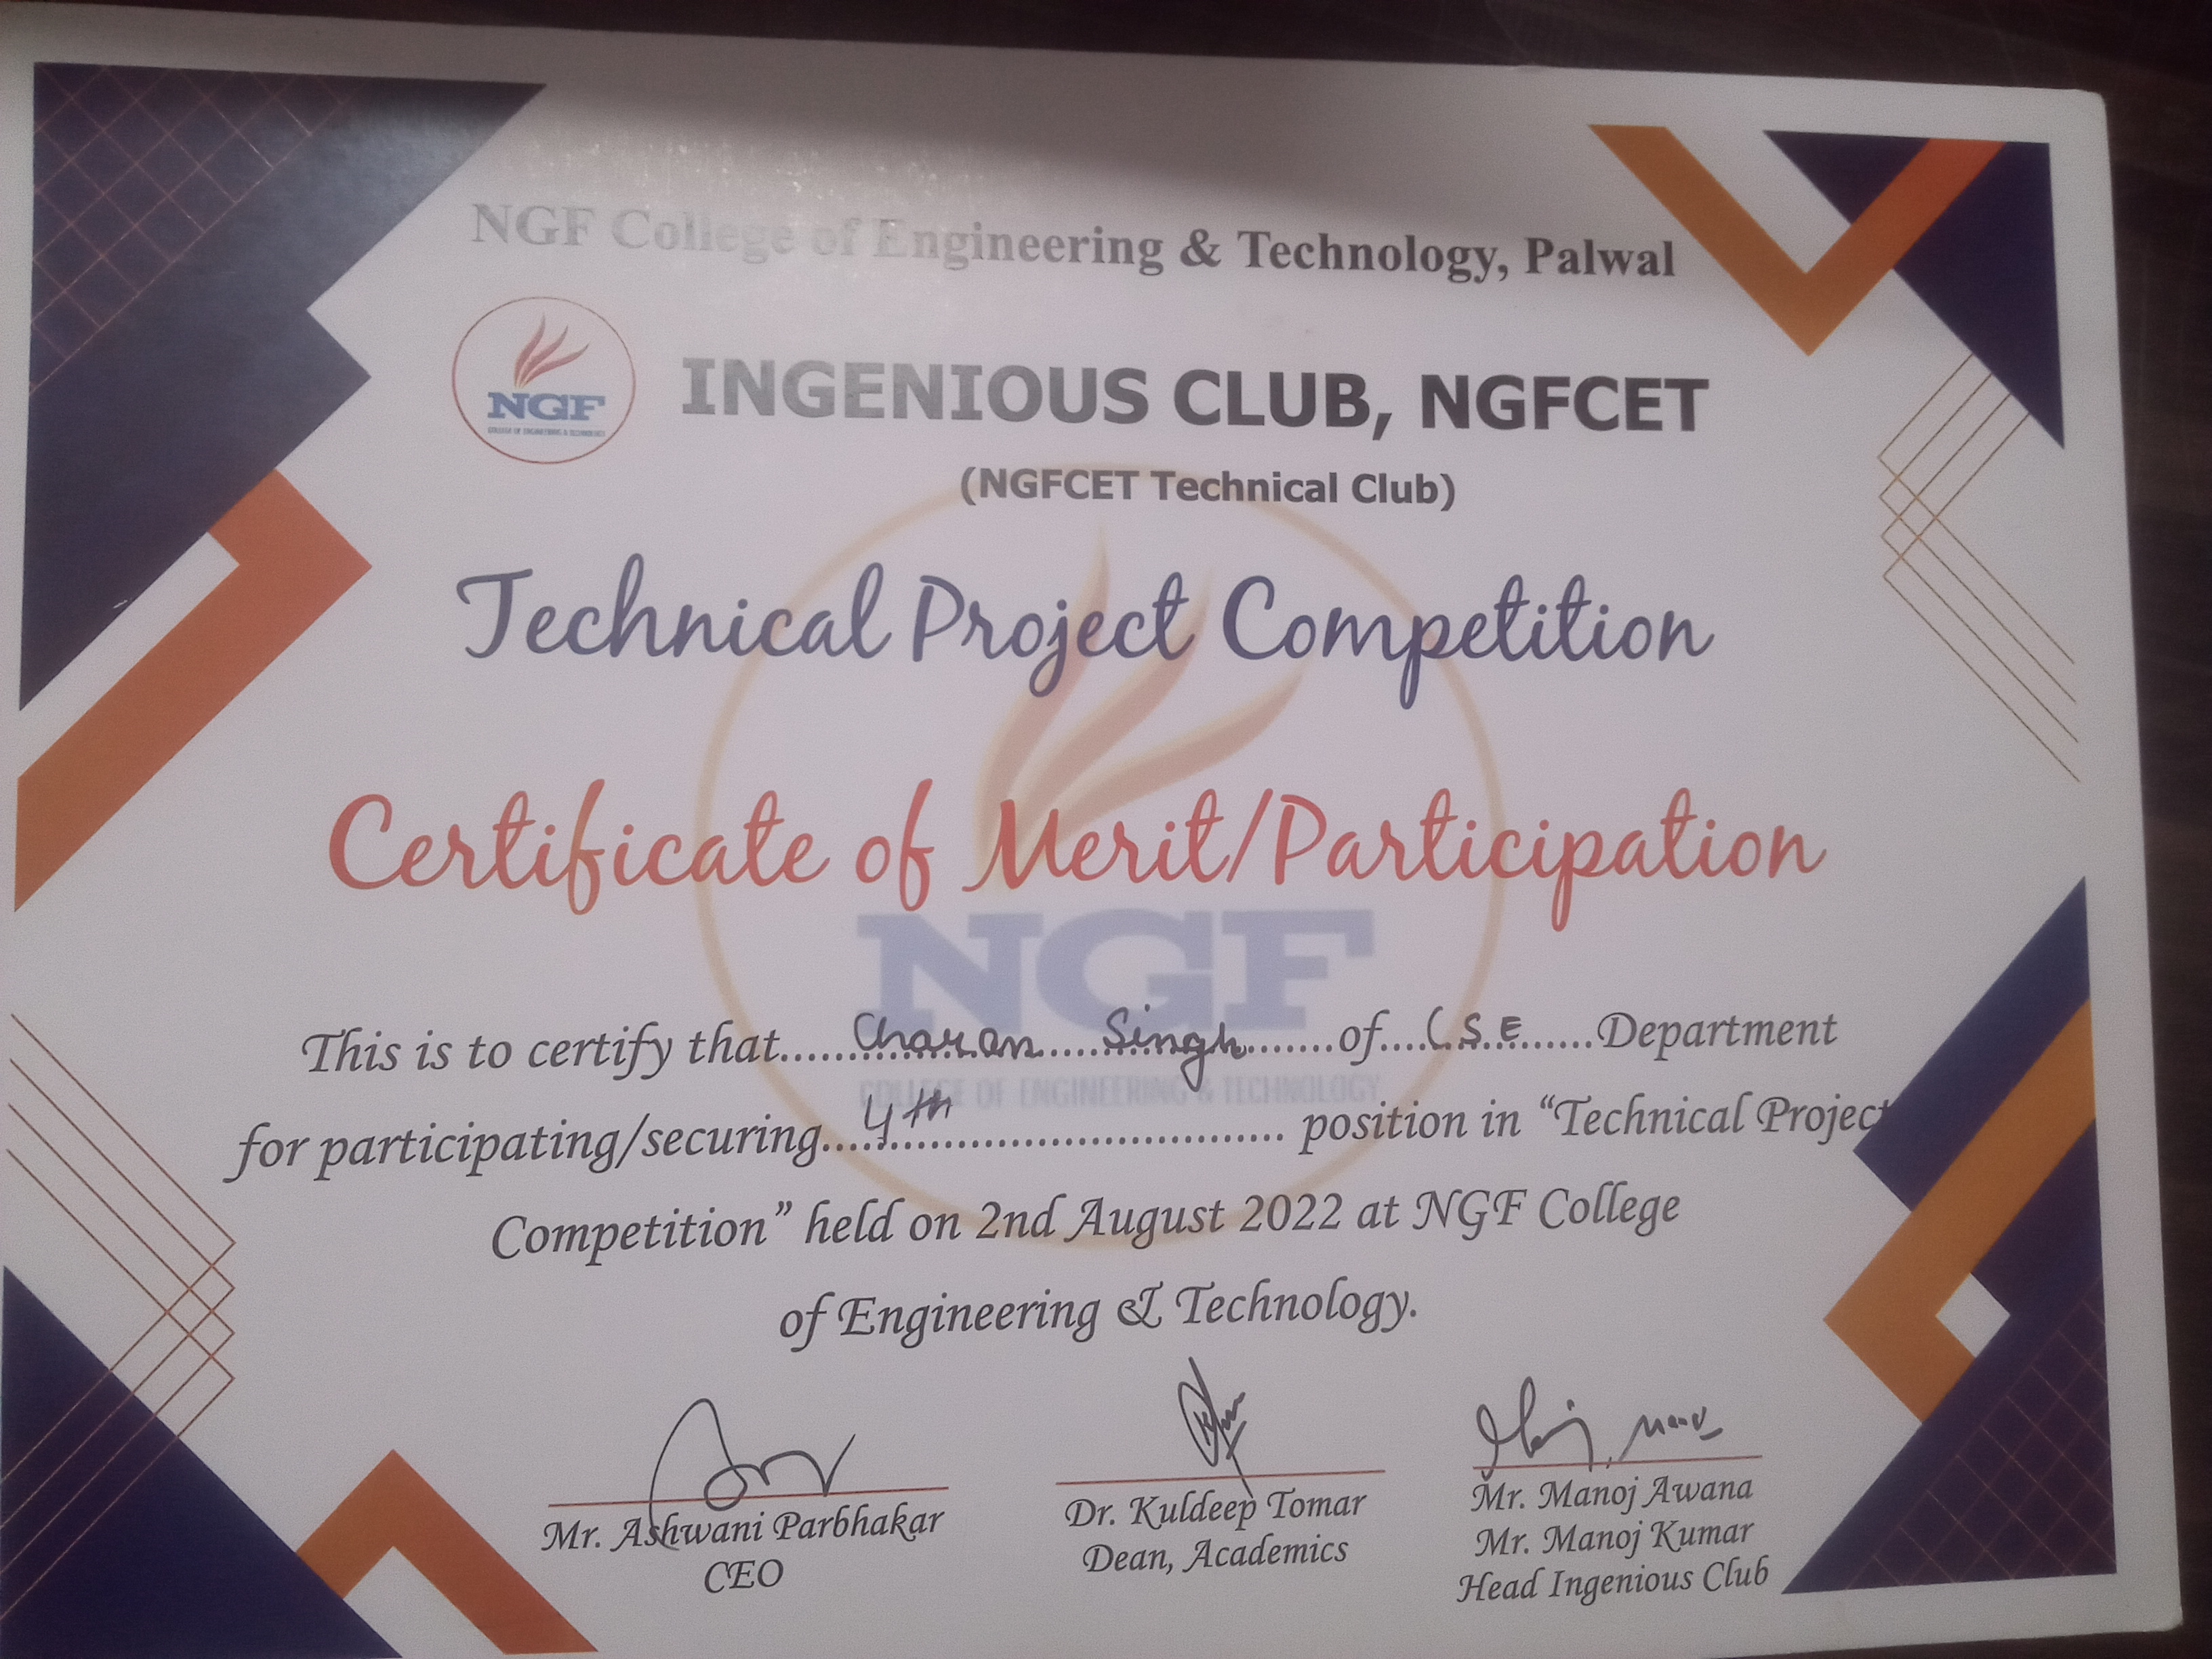 NGF College of Engineering & Technology, Palwal
NGF
COLLEGE OF ENGINEERING & TECHNOLOGY
INGENIOUS CLUB, NGFCET
(NGFCET Technical Club)
Technical Project Competition
Certificate of Merit/Participation
NGF
COLLEGE OF ENGINEERING & TECHNOLOGY
This is to certify that......Charan Singh......of....C.S.E......Department
for participating/securing....4th.................................. position in “Technical Project
Competition” held on 2nd August 2022 at NGF College
of Engineering & Technology.
Mr. Ashwani Parbhakar
CEO
Dr. Kuldeep Tomar
Dean, Academics
Mr. Manoj Awana
Mr. Manoj Kumar
Head Ingenious Club